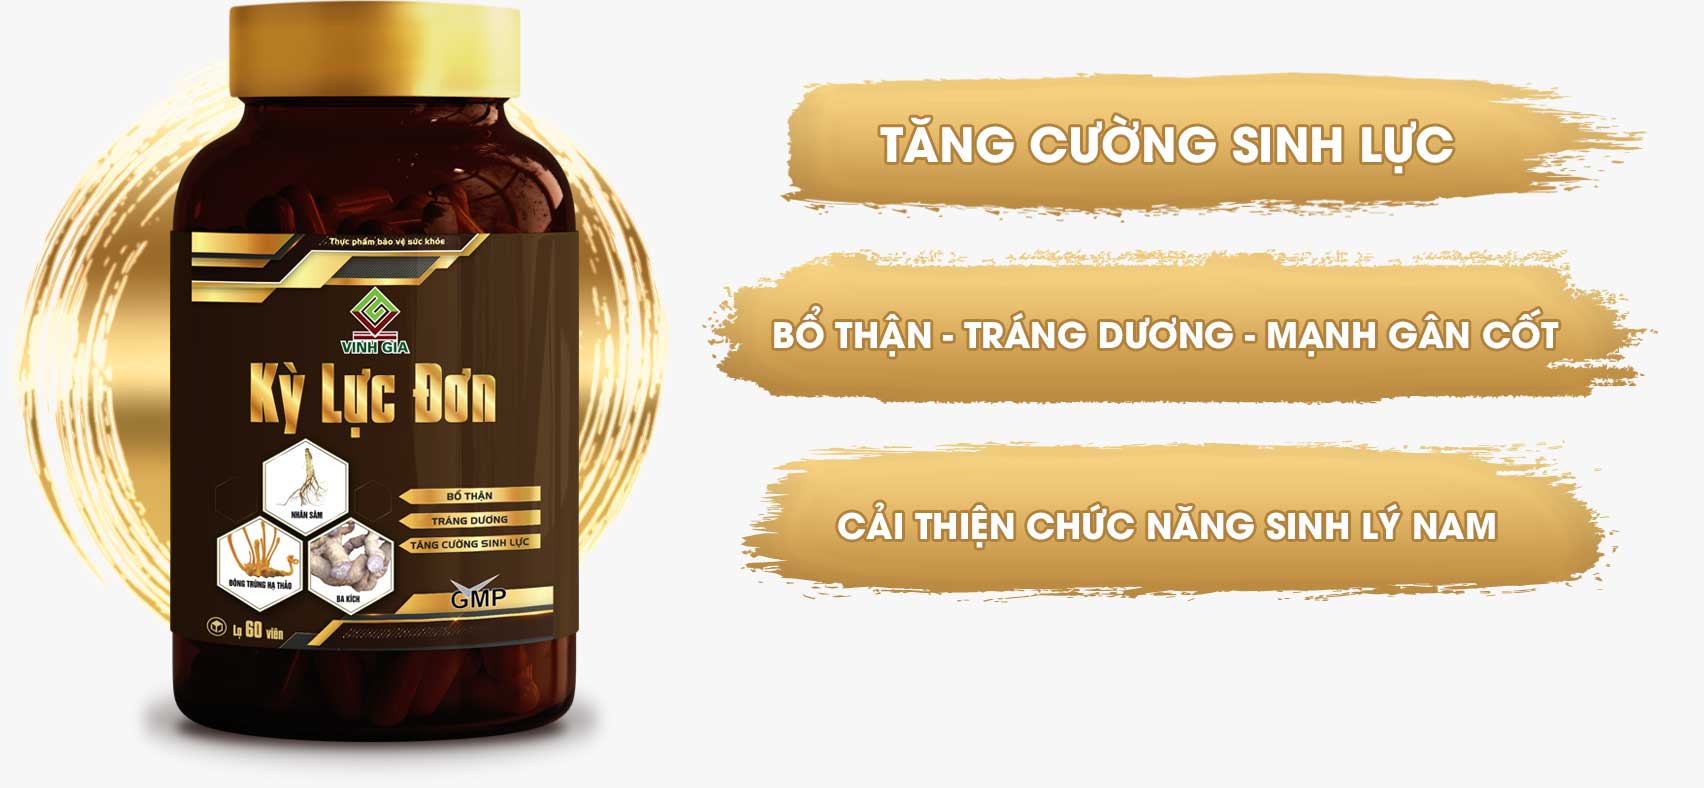 Thực phẩm bảo vệ sức khỏe
VINH GIA
Kỳ Lực Đơn
NHÂN SÂM
ĐÔNG TRÙNG HẠ THẢO
BA KÍCH
BỔ THẬN
TRÁNG DƯƠNG
TĂNG CƯỜNG SINH LỰC
GMP
Lọ 60 viên
TĂNG CƯỜNG SINH LỰC
BỔ THẬN - TRÁNG DƯƠNG - MẠNH GÂN CỐT
CẢI THIỆN CHỨC NĂNG SINH LÝ NAM